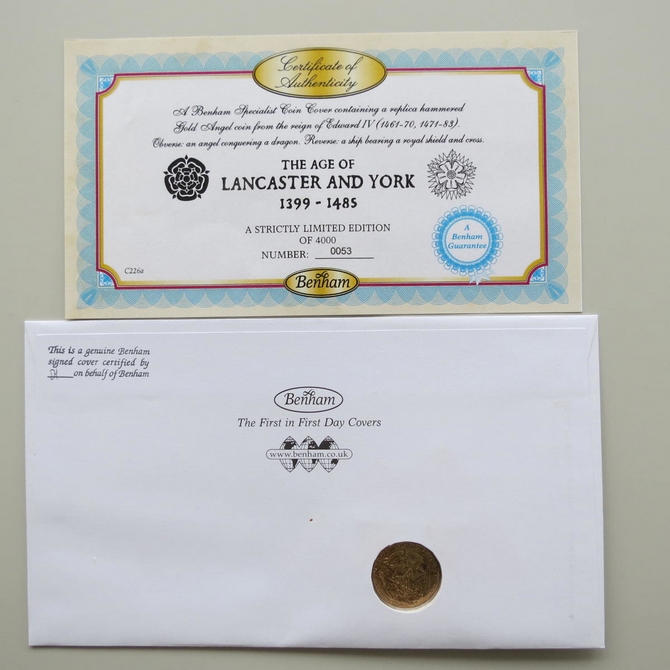 Certificate of
Authenticity
A Benham Specialist Coin Cover containing a replica hammered
Gold Angel coin from the reign of Edward IV (1461-70, 1471-83).
Obverse: an angel conquering a dragon. Reverse: a ship bearing a royal shield and cross.
THE AGE OF
LANCASTER AND YORK
1399 - 1485
A STRICTLY LIMITED EDITION
OF 4000
NUMBER: 0053
A
Benham
Guarantee
C226a
Benham
This is a genuine Benham
signed cover certified by
on behalf of Benham
Benham
The First in First Day Covers
www.benham.co.uk